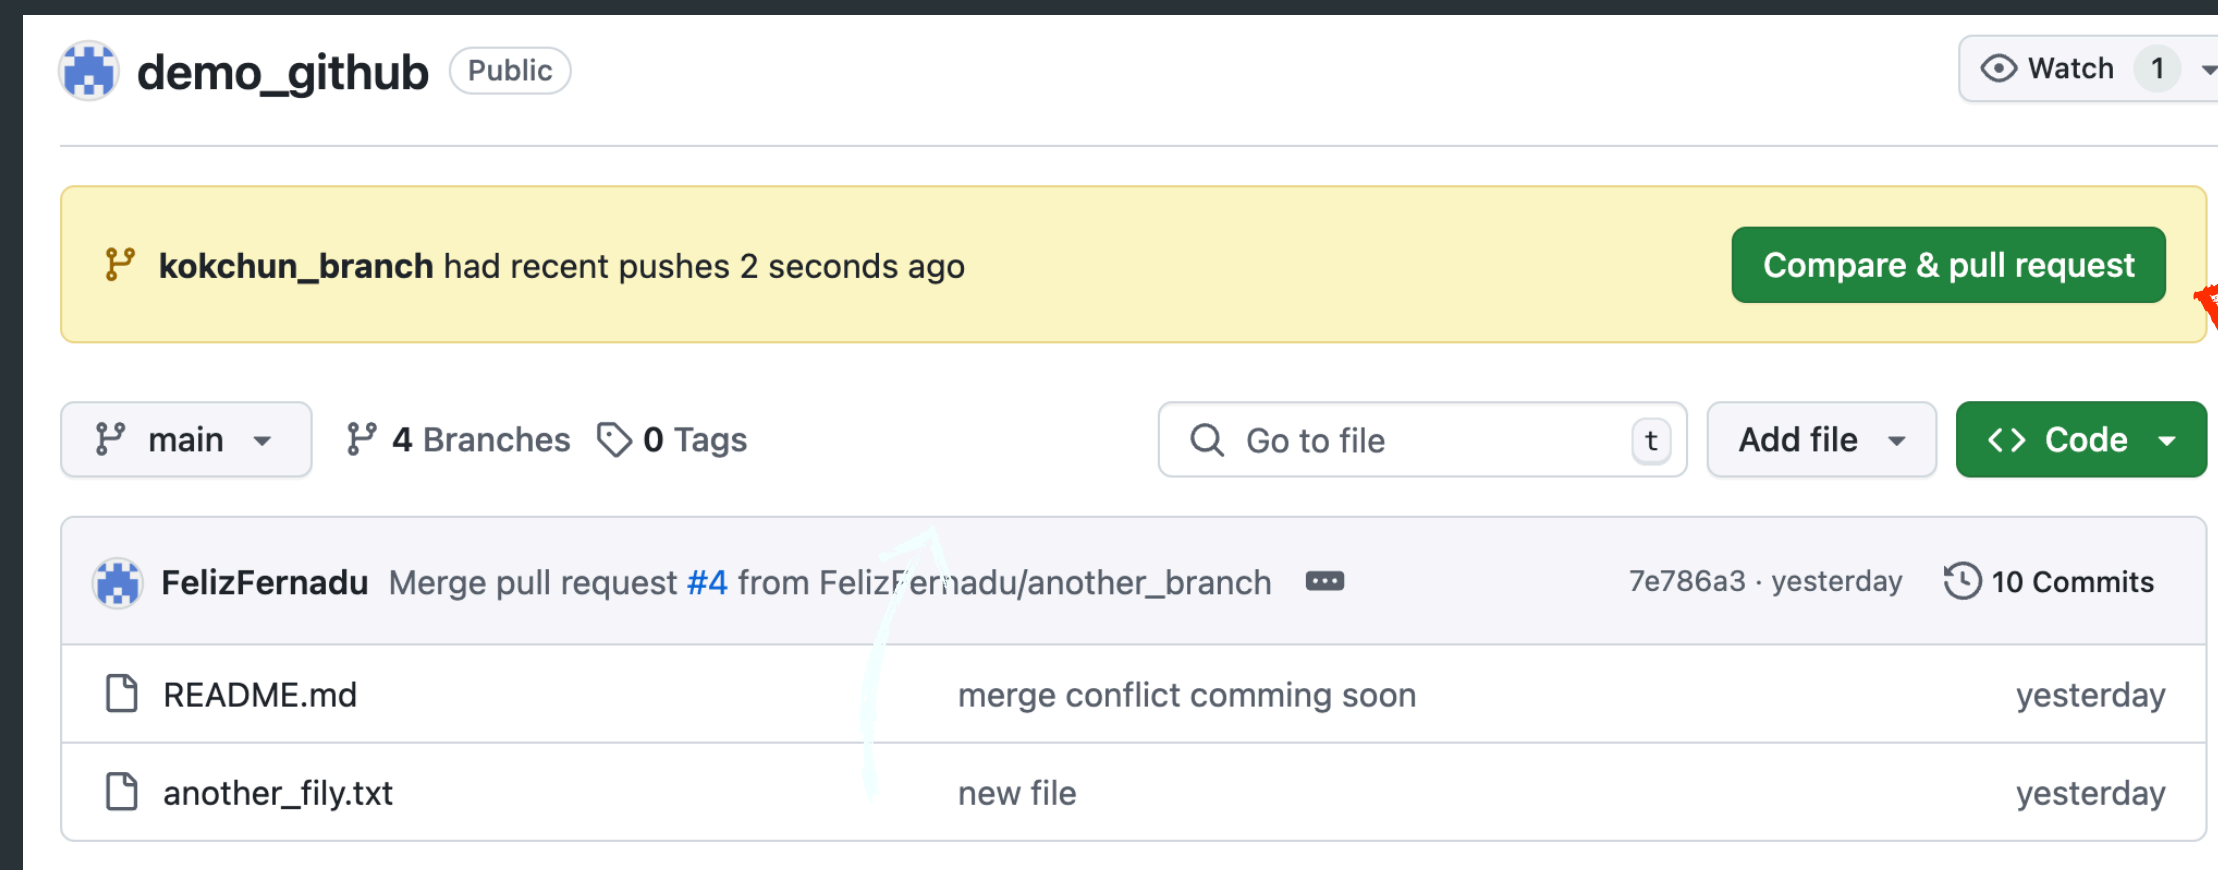 demo_github Public Watch 1
kokchun_branch had recent pushes 2 seconds ago Compare & pull request
main 4 Branches 0 Tags Go to file t Add file <> Code
FelizFernadu Merge pull request #4 from FelizFernadu/another_branch 7e786a3 · yesterday 10 Commits
README.md merge conflict comming soon yesterday
another_fily.txt new file yesterday